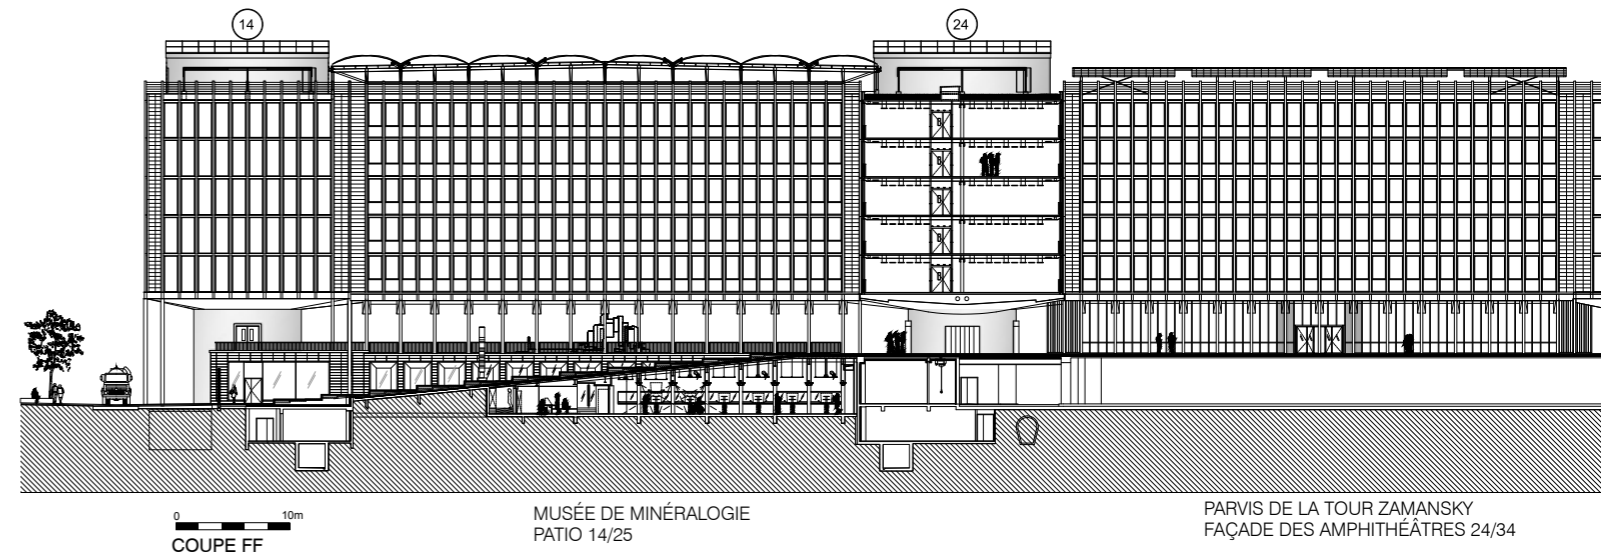 14
24
B
B
B
B
B
0 10m
COUPE FF
MUSÉE DE MINÉRALOGIE
PATIO 14/25
PARVIS DE LA TOUR ZAMANSKY
FAÇADE DES AMPHITHÉÂTRES 24/34